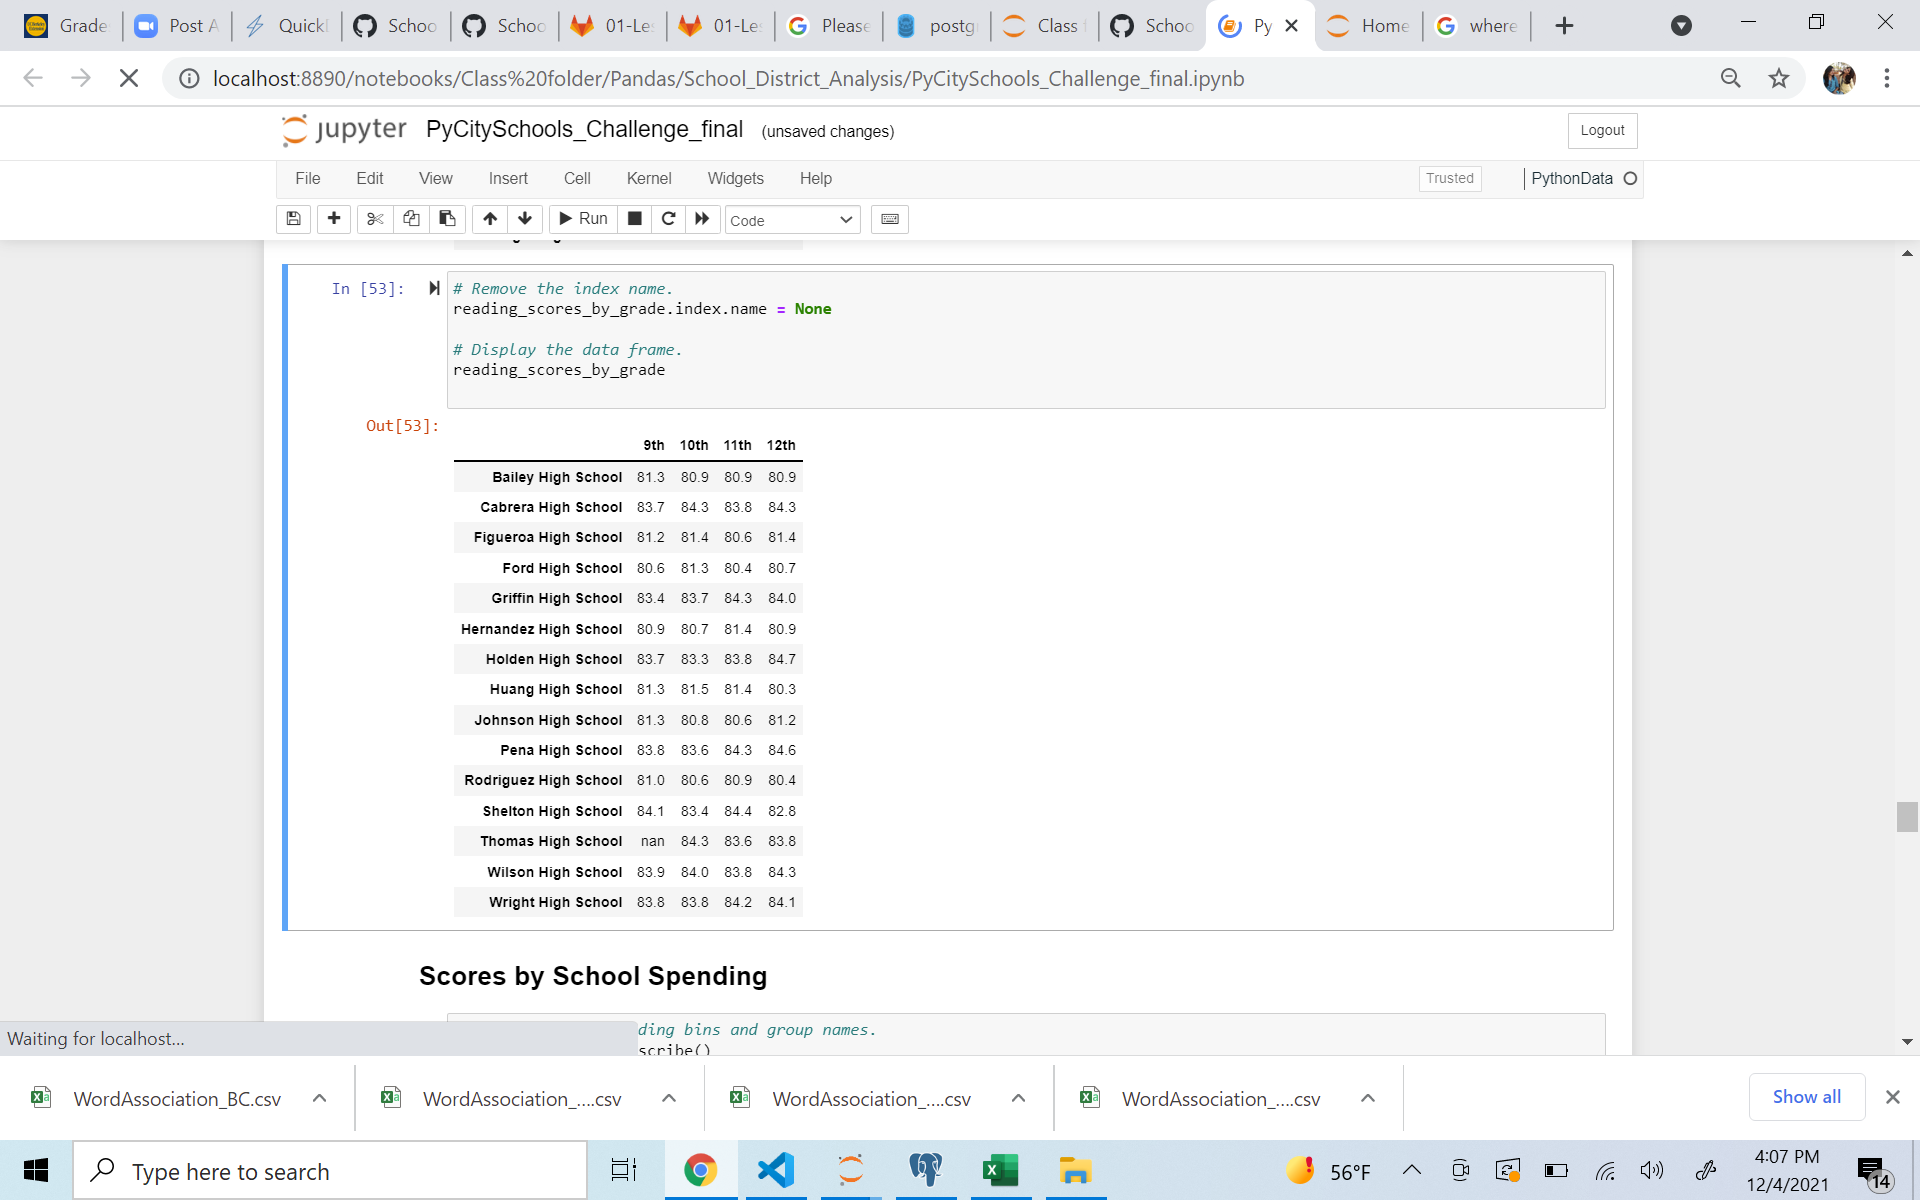 Grade Post A Quick Schoo Schoo 01-Le 01-Le Please postg Class Schoo Py Home where
localhost:8890/notebooks/Class%20folder/Pandas/School_District_Analysis/PyCitySchools_Challenge_final.ipynb
jupyter PyCitySchools_Challenge_final (unsaved changes) Logout
File Edit View Insert Cell Kernel Widgets Help Trusted PythonData
Run Code
In [53]: # Remove the index name.
reading_scores_by_grade.index.name = None
# Display the data frame.
reading_scores_by_grade
Out[53]:
9th 10th 11th 12th
Bailey High School 81.3 80.9 80.9 80.9
Cabrera High School 83.7 84.3 83.8 84.3
Figueroa High School 81.2 81.4 80.6 81.4
Ford High School 80.6 81.3 80.4 80.7
Griffin High School 83.4 83.7 84.3 84.0
Hernandez High School 80.9 80.7 81.4 80.9
Holden High School 83.7 83.3 83.8 84.7
Huang High School 81.3 81.5 81.4 80.3
Johnson High School 81.3 80.8 80.6 81.2
Pena High School 83.8 83.6 84.3 84.6
Rodriguez High School 81.0 80.6 80.9 80.4
Shelton High School 84.1 83.4 84.4 82.8
Thomas High School nan 84.3 83.6 83.8
Wilson High School 83.9 84.0 83.8 84.3
Wright High School 83.8 83.8 84.2 84.1
Scores by School Spending
ding bins and group names.
scribe()
Waiting for localhost...
WordAssociation_BC.csv WordAssociation_....csv WordAssociation_....csv WordAssociation_....csv Show all
Type here to search 56°F 4:07 PM
12/4/2021 14